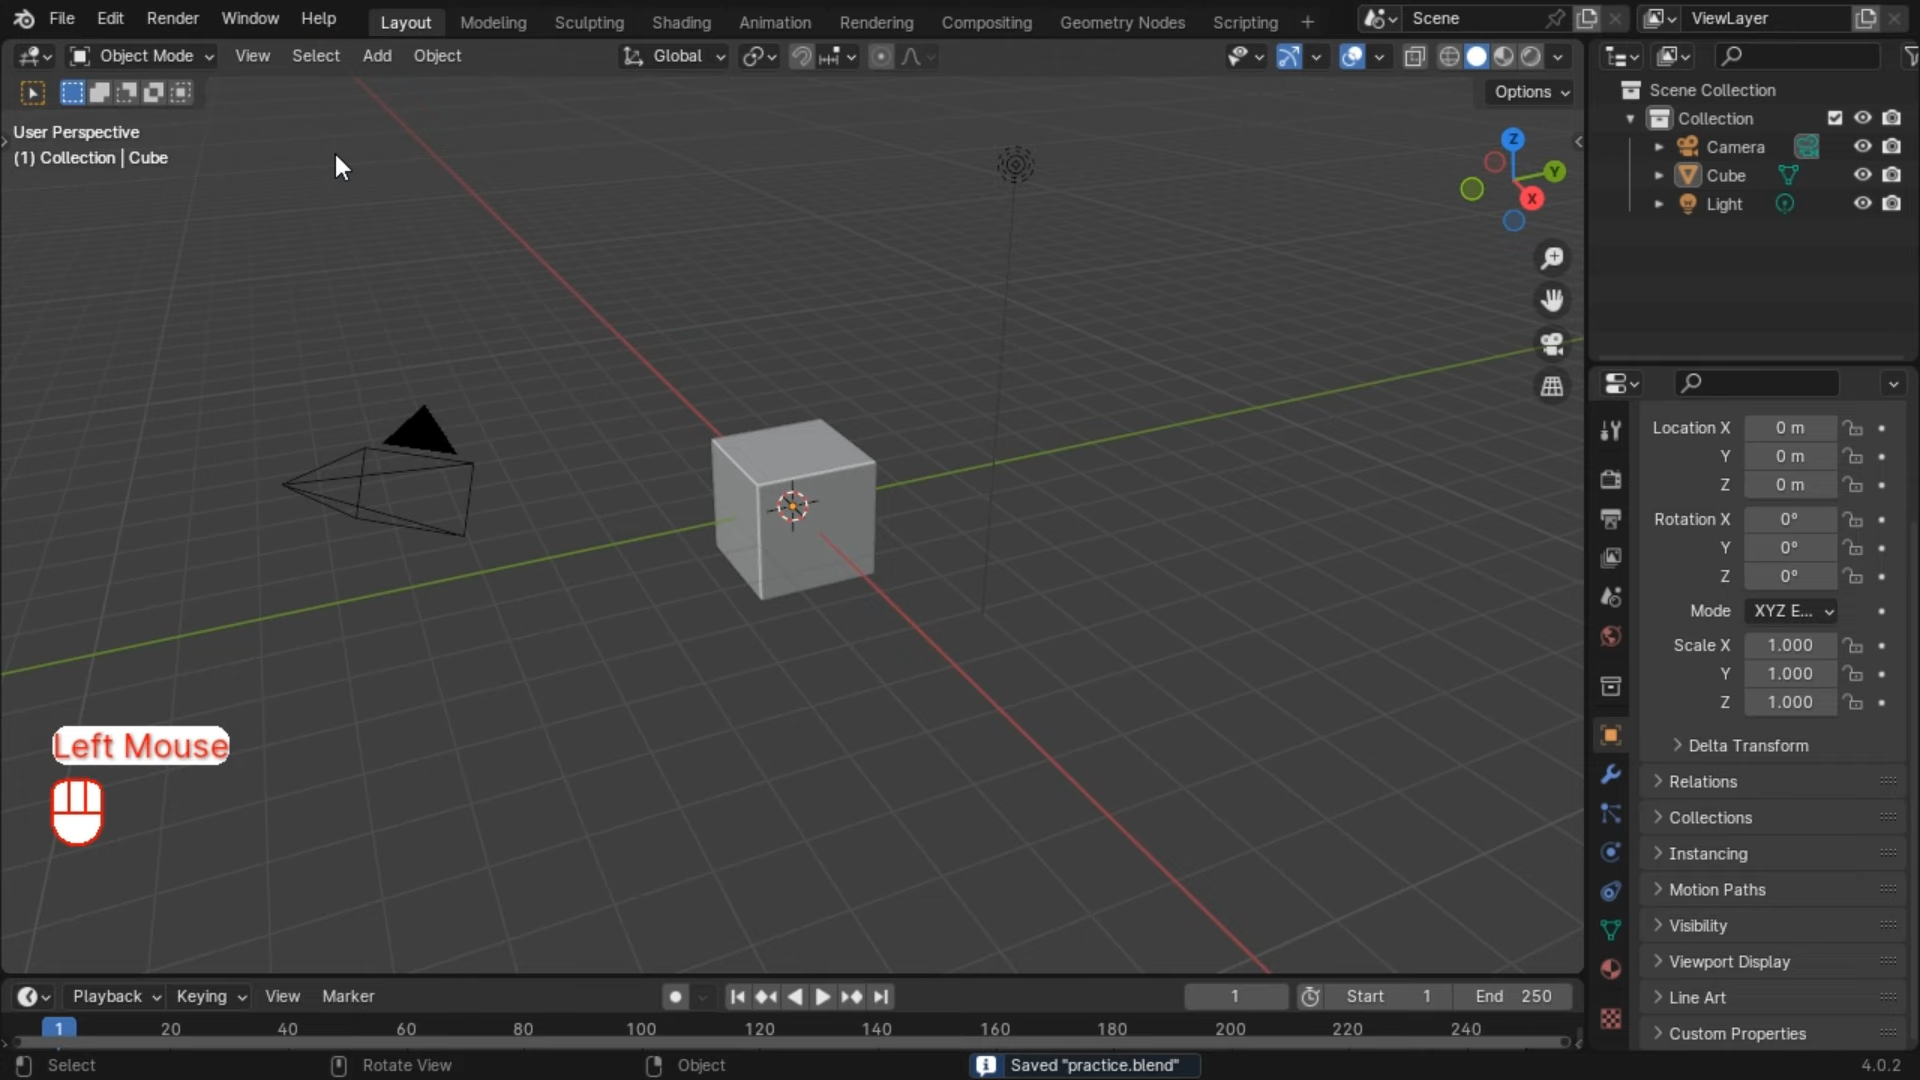 File Edit Render Window Help Layout Modeling Sculpting Shading Animation Rendering Compositing Geometry Nodes Texture Scripting + Scene ViewLayer
Object Mode View Select Add Object Global
Options
User Perspective
(1) Collection | Cube
Z
Y
X
Scene Collection
Collection
Camera
Cube
Light
Location X 0 m
Y 0 m
Z 0 m
Rotation X 0°
Y 0°
Z 0°
Mode XYZ E...
Scale X 1.000
Y 1.000
Z 1.000
Delta Transform
Relations
Collections
Instancing
Motion Paths
Visibility
Viewport Display
Line Art
Custom Properties
Left Mouse
Playback Keying View Marker 1 Start 1 End 250
1 20 40 60 80 100 120 140 160 180 200 220 240
Select Rotate View Object Saved "practice.blend" 4.0.2